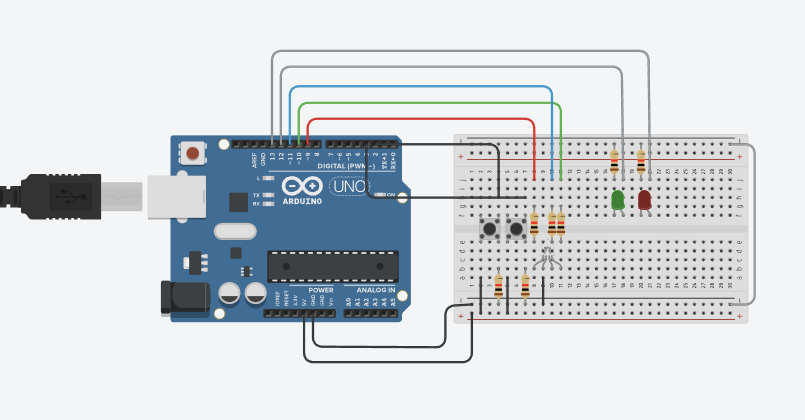 AREF
GND
13
12
~11
~10
~9
8
7
~6
~5
4
2
TX→1
RX←0
DIGITAL (PWM~)
L
TX
RX
UNO
ARDUINO
ON
IOREF
RESET
3.3V
5V
GND
GND
Vin
POWER
ANALOG IN
A0
A1
A2
A3
A4
A5
a b c d e
f g h i j